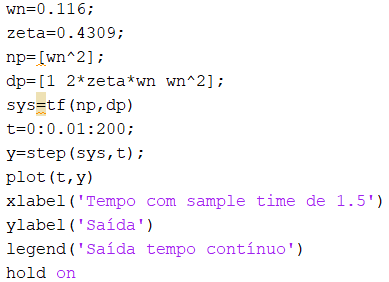 wn=0.116;
zeta=0.4309;
np=[wn^2];
dp=[1 2*zeta*wn wn^2];
sys=tf(np,dp)
t=0:0.01:200;
y=step(sys,t);
plot(t,y)
xlabel('Tempo com sample time de 1.5')
ylabel('Saída')
legend('Saída tempo contínuo')
hold on